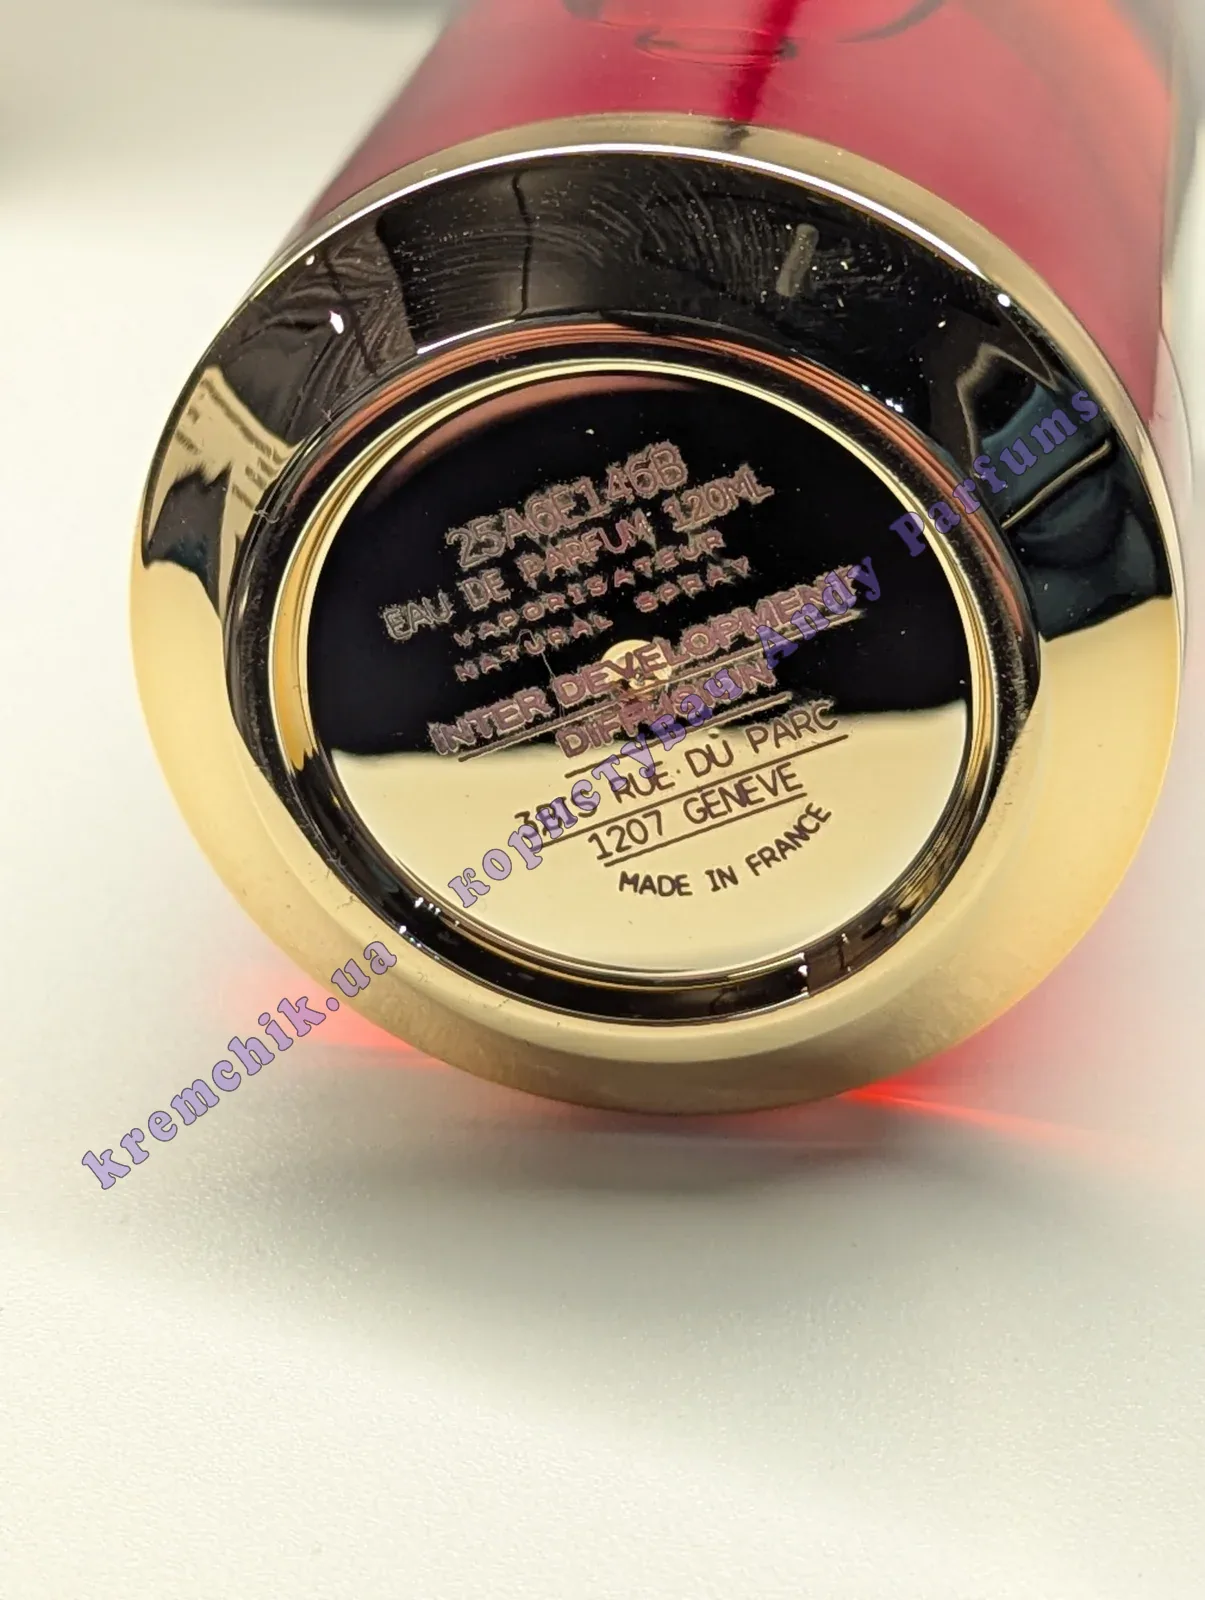 25A6E146B
EAU DE PARFUM 120ML
VAPORISATEUR
NATURAL SPRAY
INTER DEVELOPMENT
&
DIFFUSION
3BIS RUE DU PARC
1207 GENEVE
MADE IN FRANCE
kremchik.ua користувач Andy Parfums